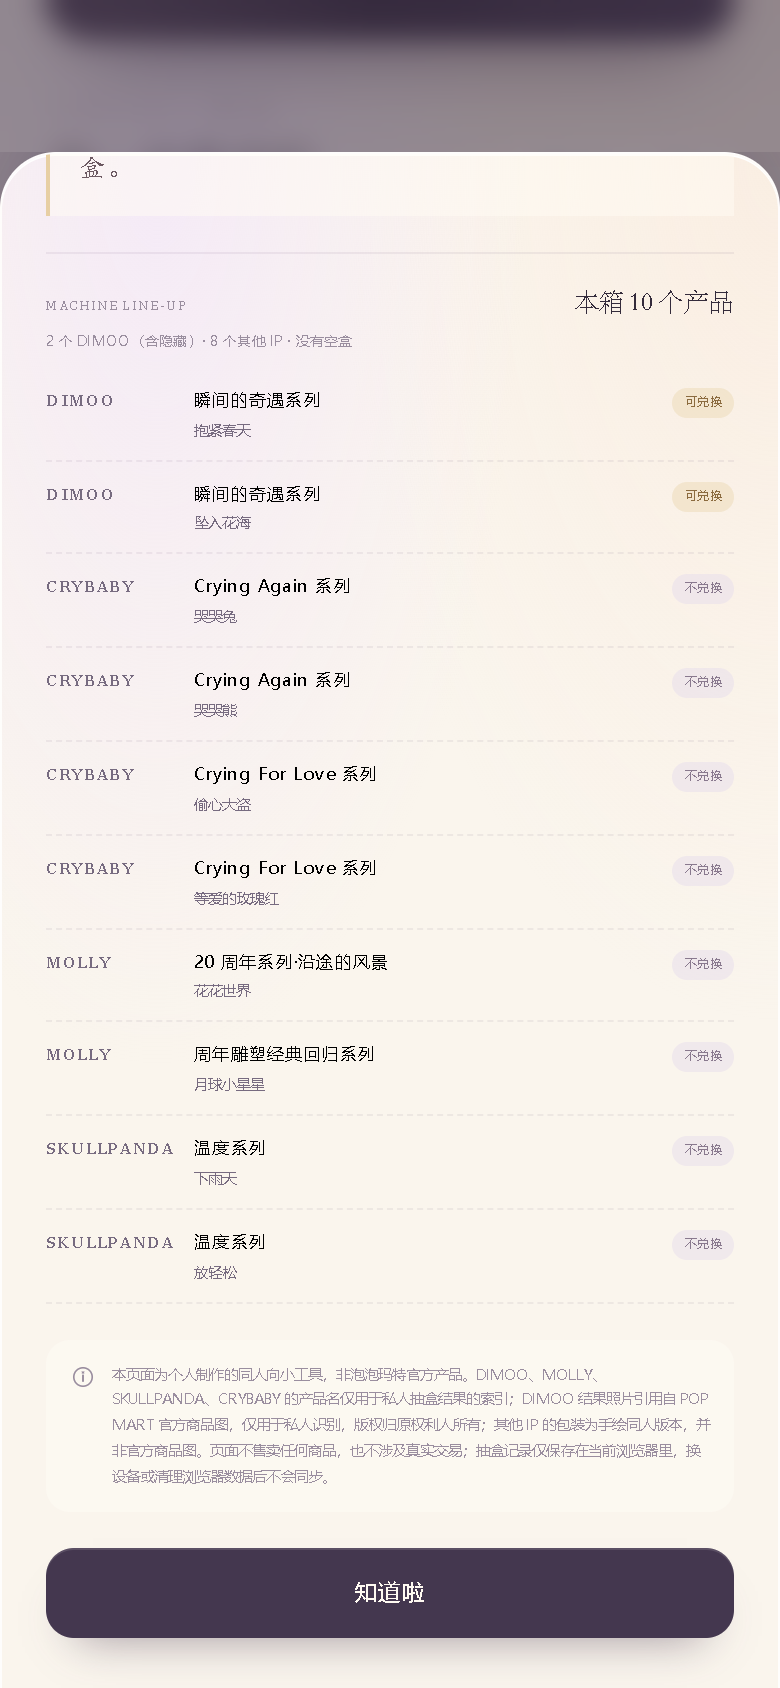 盒。
MACHINE LINE-UP
本箱 10 个产品
2 个 DIMOO（含隐藏）· 8 个其他 IP · 没有空盒
DIMOO
瞬间的奇遇系列
可兑换
抱紧春天
DIMOO
瞬间的奇遇系列
可兑换
坠入花海
CRYBABY
Crying Again 系列
不兑换
哭哭兔
CRYBABY
Crying Again 系列
不兑换
哭哭熊
CRYBABY
Crying For Love 系列
不兑换
偷心大盗
CRYBABY
Crying For Love 系列
不兑换
等爱的玫瑰红
MOLLY
20 周年系列·沿途的风景
不兑换
花花世界
MOLLY
周年雕塑经典回归系列
不兑换
月球小星星
SKULLPANDA
温度系列
不兑换
下雨天
SKULLPANDA
温度系列
不兑换
放轻松
本页面为个人制作的同人向小工具，非泡泡玛特官方产品。DIMOO、MOLLY、
SKULLPANDA、CRYBABY 的产品名仅用于私人抽盒结果的索引；DIMOO 结果照片引用自 POP
MART 官方商品图，仅用于私人识别，版权归原权利人所有；其他 IP 的包装为手绘同人版本，并
非官方商品图。页面不售卖任何商品，也不涉及真实交易；抽盒记录仅保存在当前浏览器里，换
设备或清理浏览器数据后不会同步。
知道啦